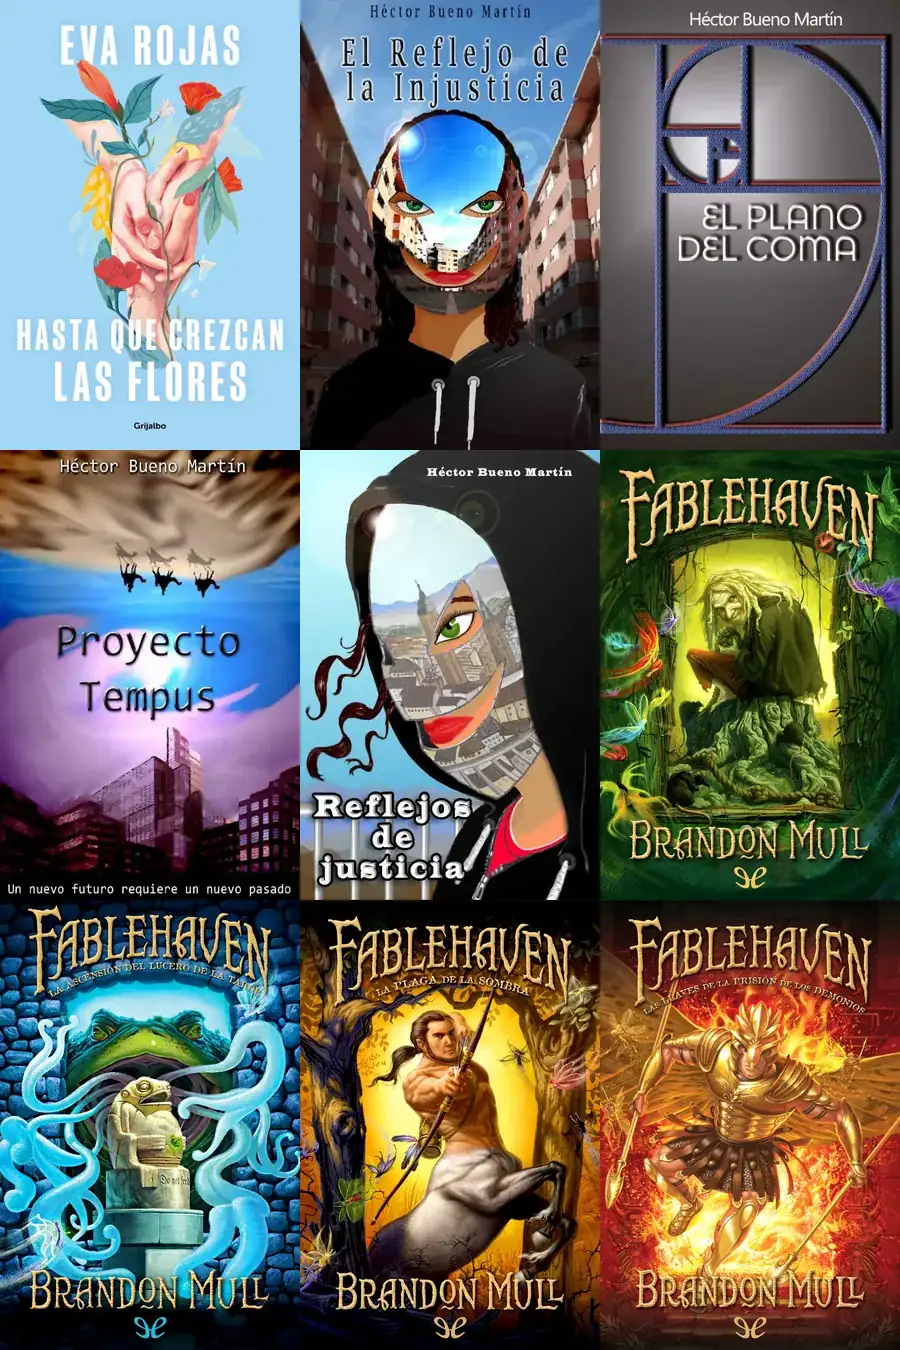 EVA ROJAS
HASTA QUE CREZCAN
LAS FLORES
Grijalbo
Héctor Bueno Martín
El Reflejo de
la Injusticia
Héctor Bueno Martín
EL PLANO
DEL COMA
Héctor Bueno Martín
Proyecto
Tempus
Un nuevo futuro requiere un nuevo pasado
Héctor Bueno Martín
Reflejos
de
justicia
FABLEHAVEN
BRANDON MULL
FABLEHAVEN
LA ASCENSIÓN DEL LUCERO DE LA TARDE
Do not feed
BRANDON MULL
FABLEHAVEN
LA PLAGA DE LA SOMBRA
BRANDON MULL
FABLEHAVEN
LAS LLAVES DE LA PRISIÓN DE LOS DEMONIOS
BRANDON MULL